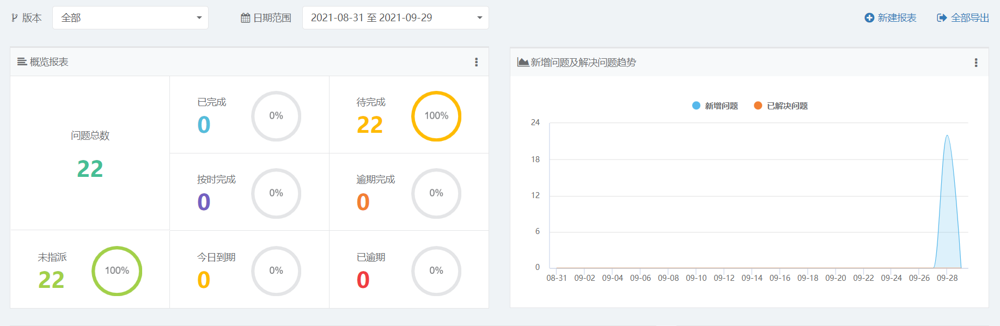 版本
全部
日期范围
2021-08-31 至 2021-09-29
新建报表
全部导出
概览报表
问题总数
22
已完成
0
0%
待完成
22
100%
按时完成
0
0%
逾期完成
0
0%
未指派
22
100%
今日到期
0
0%
已逾期
0
0%
新增问题及解决问题趋势
新增问题
已解决问题
24
18
12
6
0
08-31 09-02 09-04 09-06 09-08 09-10 09-12 09-14 09-16 09-18 09-20 09-22 09-24 09-26 09-28